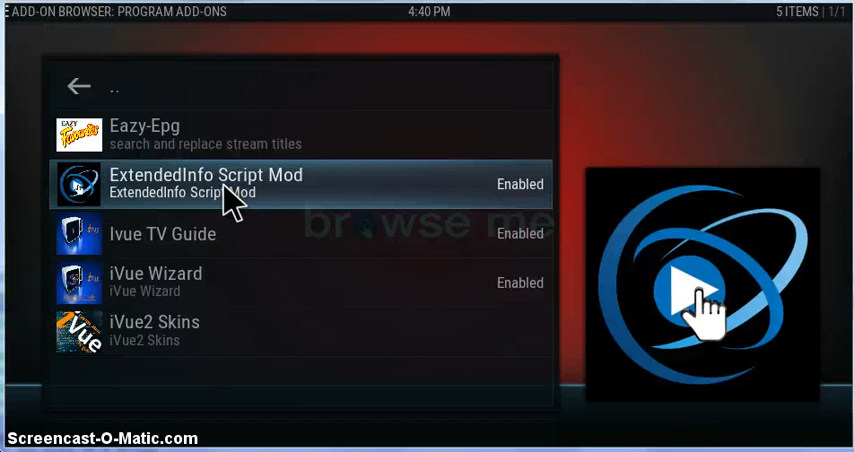 ADD-ON BROWSER: PROGRAM ADD-ONS
4:40 PM
5 ITEMS | 1/1
..
EAZY
Eazy-Epg
search and replace stream titles
ExtendedInfo Script Mod
ExtendedInfo Script Mod
Enabled
browse me
Ivue TV Guide
Enabled
iVue Wizard
iVue Wizard
Enabled
iVue
iVue2 Skins
iVue2 Skins
Screencast-O-Matic.com